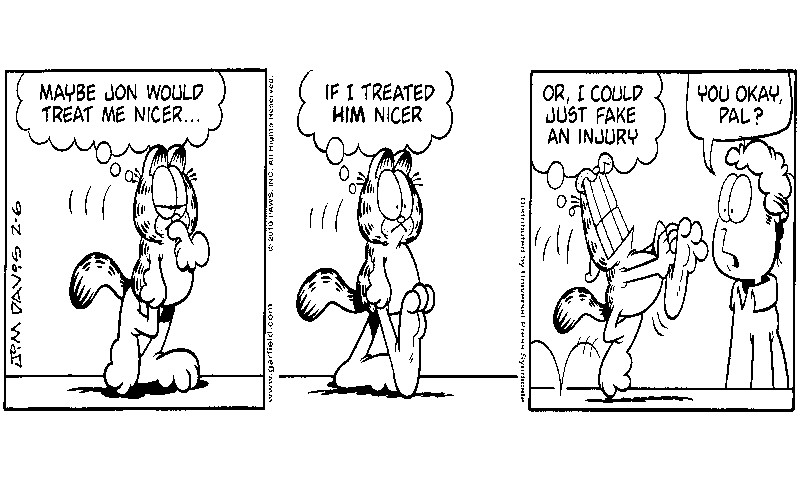 MAYBE JON WOULD
TREAT ME NICER...
JIM DAVIS 2-6
© 2010 PAWS, INC. All Rights Reserved.
www.garfield.com
IF I TREATED
HIM NICER
OR, I COULD
JUST FAKE
AN INJURY
YOU OKAY,
PAL?
Distributed by Universal Press Syndicate